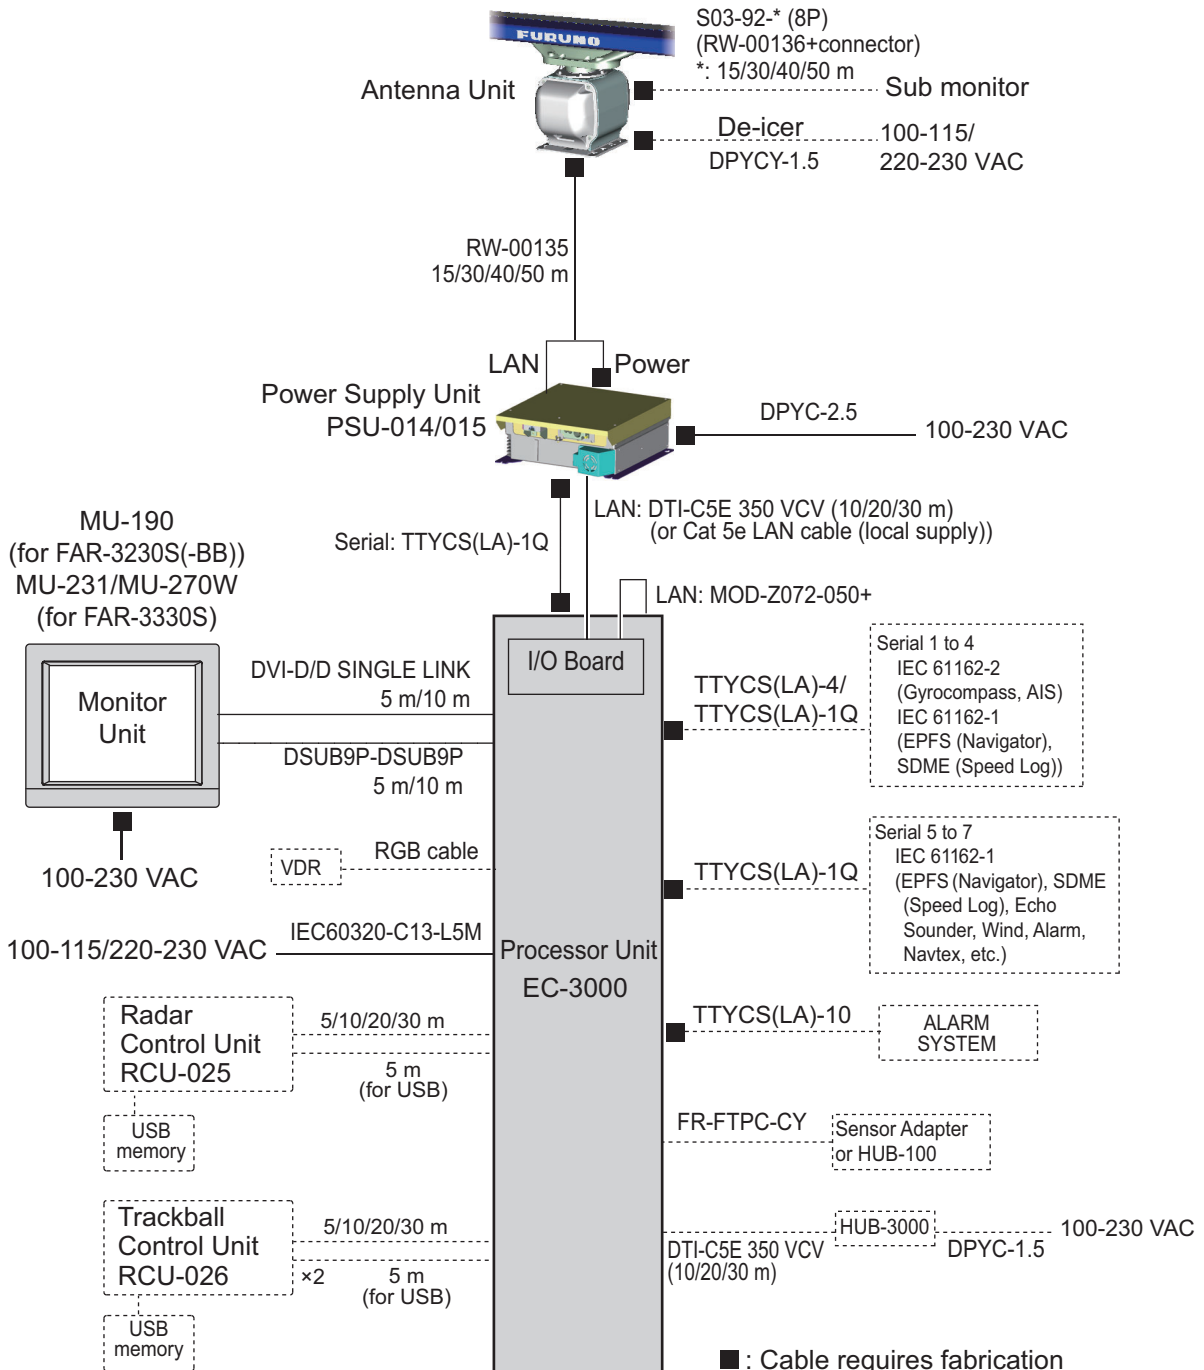 S03-92-* (8P)
(RW-00136+connector)
*: 15/30/40/50 m
FURUNO
Antenna Unit
Sub monitor
De-icer
DPYCY-1.5
100-115/
220-230 VAC
RW-00135
15/30/40/50 m
LAN
Power
Power Supply Unit
PSU-014/015
DPYC-2.5
100-230 VAC
LAN: DTI-C5E 350 VCV (10/20/30 m)
(or Cat 5e LAN cable (local supply))
Serial: TTYCS(LA)-1Q
LAN: MOD-Z072-050+
MU-190
(for FAR-3230S(-BB))
MU-231/MU-270W
(for FAR-3330S)
Monitor
Unit
100-230 VAC
DVI-D/D SINGLE LINK
5 m/10 m
DSUB9P-DSUB9P
5 m/10 m
I/O Board
TTYCS(LA)-4/
TTYCS(LA)-1Q
Serial 1 to 4
IEC 61162-2
(Gyrocompass, AIS)
IEC 61162-1
(EPFS (Navigator),
SDME (Speed Log))
VDR
RGB cable
TTYCS(LA)-1Q
Serial 5 to 7
IEC 61162-1
(EPFS (Navigator), SDME
(Speed Log), Echo
Sounder, Wind, Alarm,
Navtex, etc.)
100-115/220-230 VAC
IEC60320-C13-L5M
Processor Unit
EC-3000
Radar
Control Unit
RCU-025
5/10/20/30 m
5 m
(for USB)
USB
memory
TTYCS(LA)-10
ALARM
SYSTEM
FR-FTPC-CY
Sensor Adapter
or HUB-100
Trackball
Control Unit
RCU-026
5/10/20/30 m
×2
5 m
(for USB)
USB
memory
DTI-C5E 350 VCV
(10/20/30 m)
HUB-3000
DPYC-1.5
100-230 VAC
■ : Cable requires fabrication